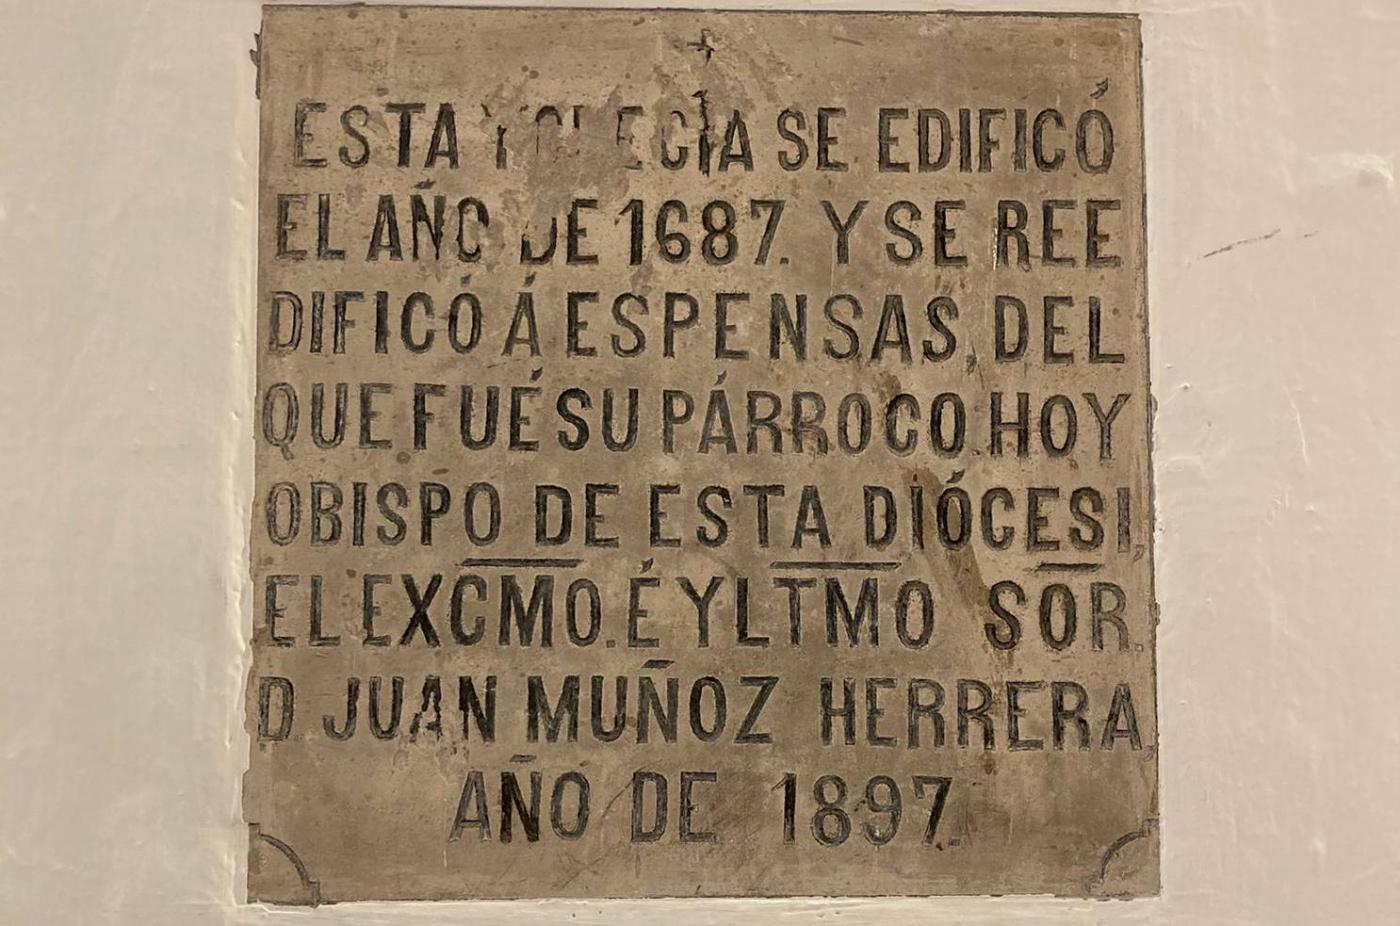 ESTA YGLECÍA SE EDIFICÓ
EL AÑO DE 1687. Y SE REE
DIFICÓ Á ESPENSAS, DEL
QUE FUÉ SU PÁRROCO. HOY
OBISPO DE ESTA DIÓCESI,
EL EXCMO. É YLTMO SOR.
D JUAN MUÑOZ HERRERA,
AÑO DE 1897.